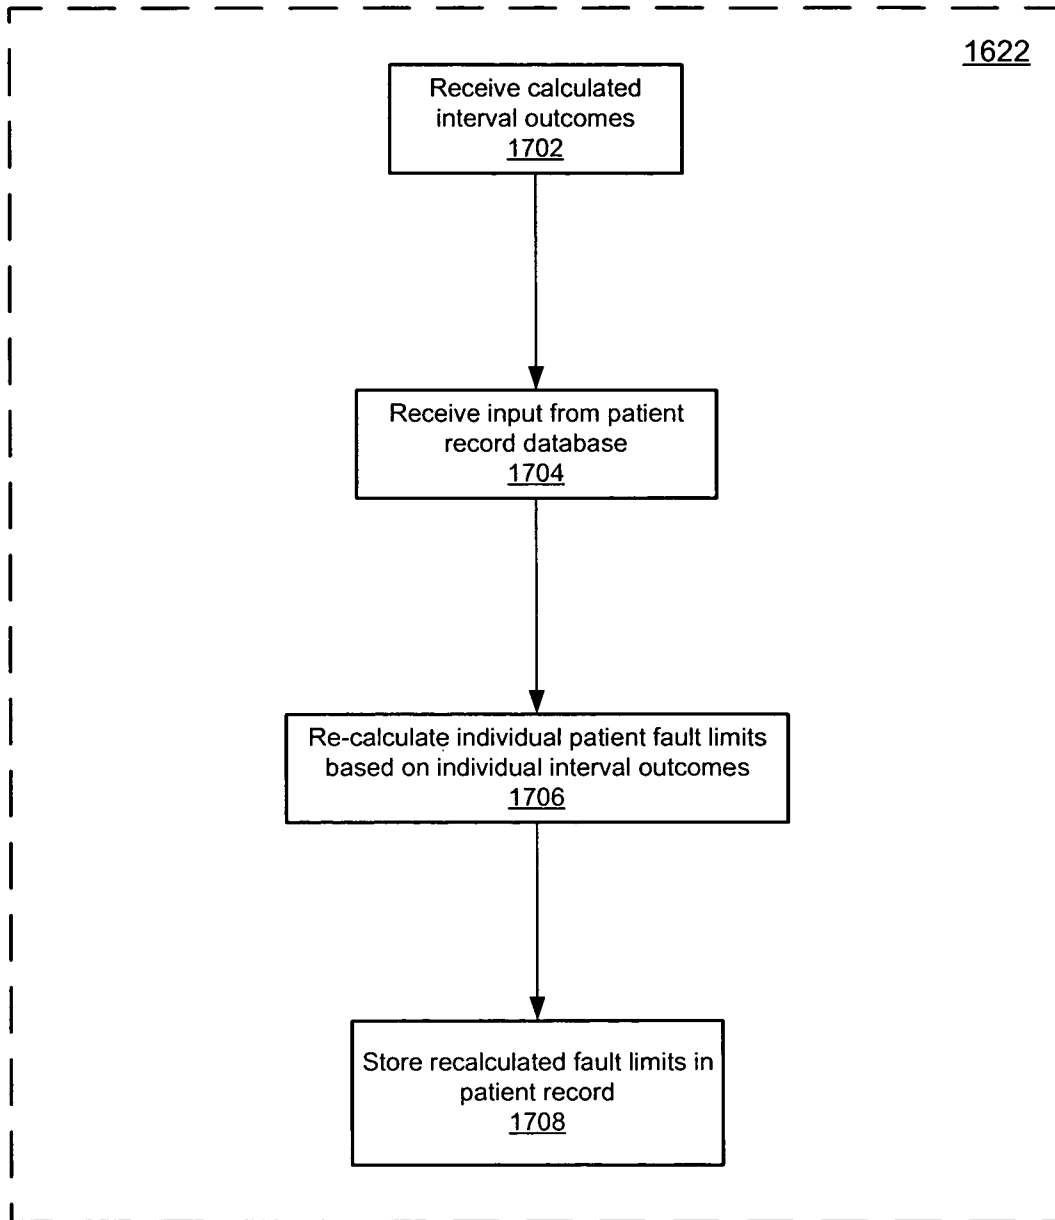 1622
Receive calculated
interval outcomes
1702
Receive input from patient
record database
1704
Re-calculate individual patient fault limits
based on individual interval outcomes
1706
Store recalculated fault limits in
patient record
1708